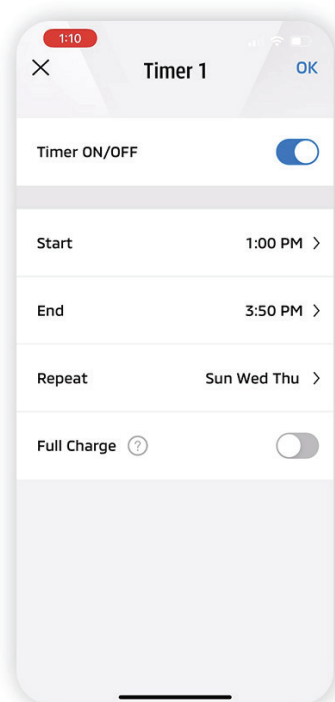 1:10
Timer 1 OK
Timer ON/OFF
Start 1:00 PM
End 3:50 PM
Repeat Sun Wed Thu
Full Charge ?